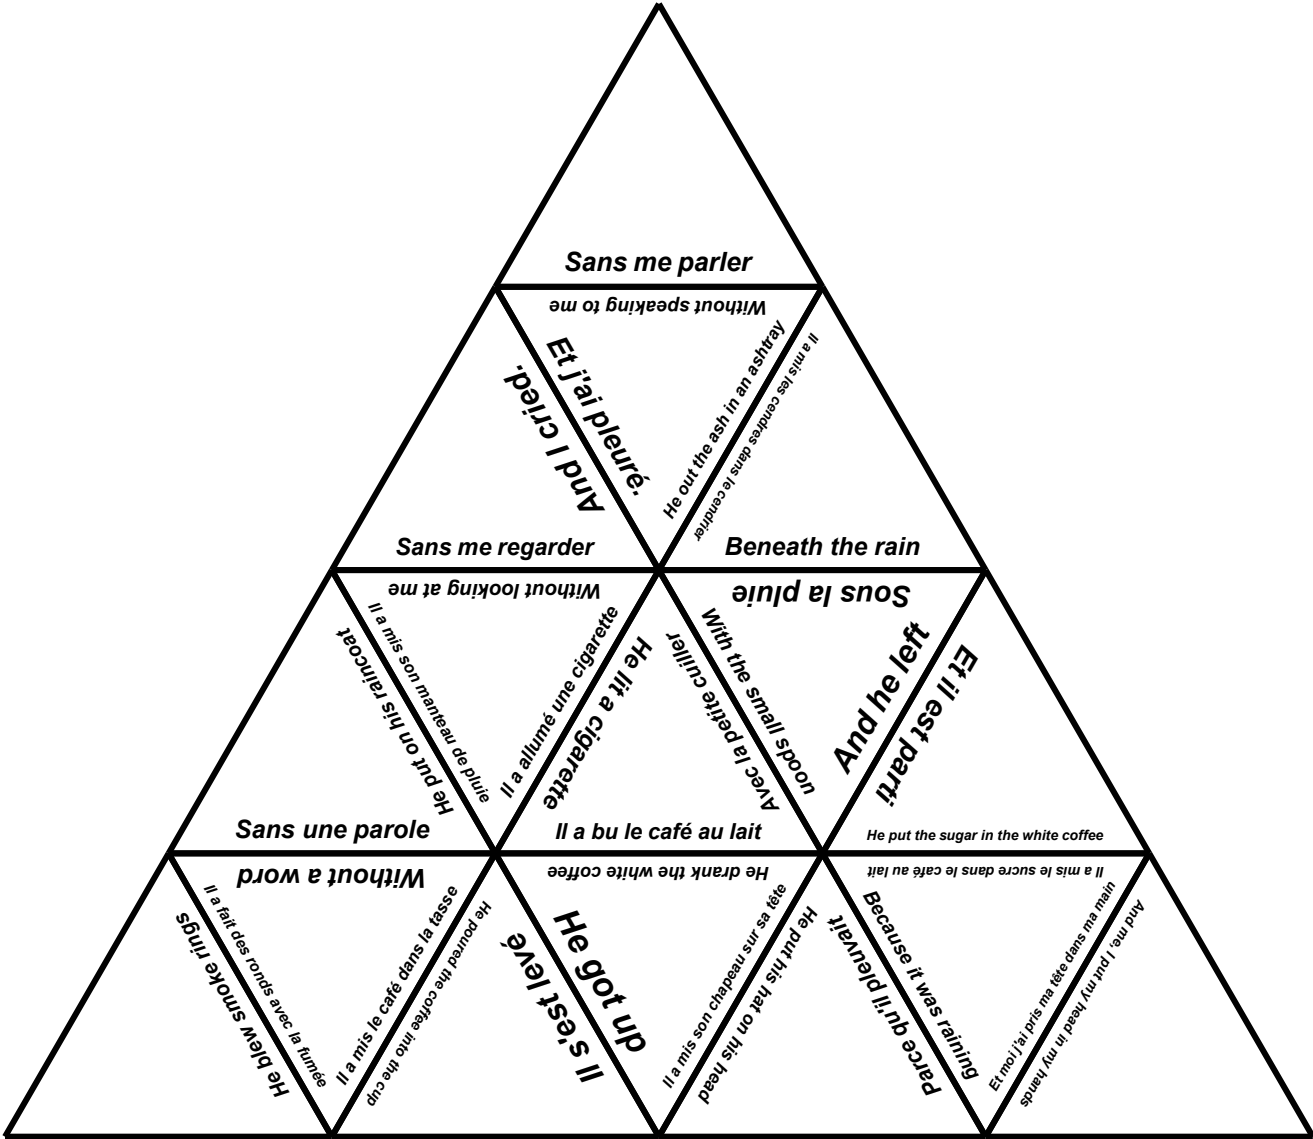 Sans me parler
Without speaking to me
Et j'ai pleuré.
And I cried.
He out the ash in an ashtray
Il a mis les cendres dans le cendrier
Sans me regarder
Beneath the rain
Without looking at me
Sous la pluie
Il a mis son manteau de pluie
He put on his raincoat
Il a allumé une cigarette
He lit a cigarette
With the small spoon
Avec la petite cuiller
And he left
Et il est parti
Sans une parole
Il a bu le café au lait
He put the sugar in the white coffee
Without a word
He drank the white coffee
Il a mis le sucre dans le café au lait
Il a fait des ronds avec la fumée
He blew smoke rings
Il a mis le café dans la tasse
He poured the coffee into the cup
He got up
Il s'est levé
Il a mis son chapeau sur sa tête
He put his hat on his head
Because it was raining
Parce qu'il pleuvait
Et moi j'ai pris ma tête dans ma main
And me, I put my head in my hands